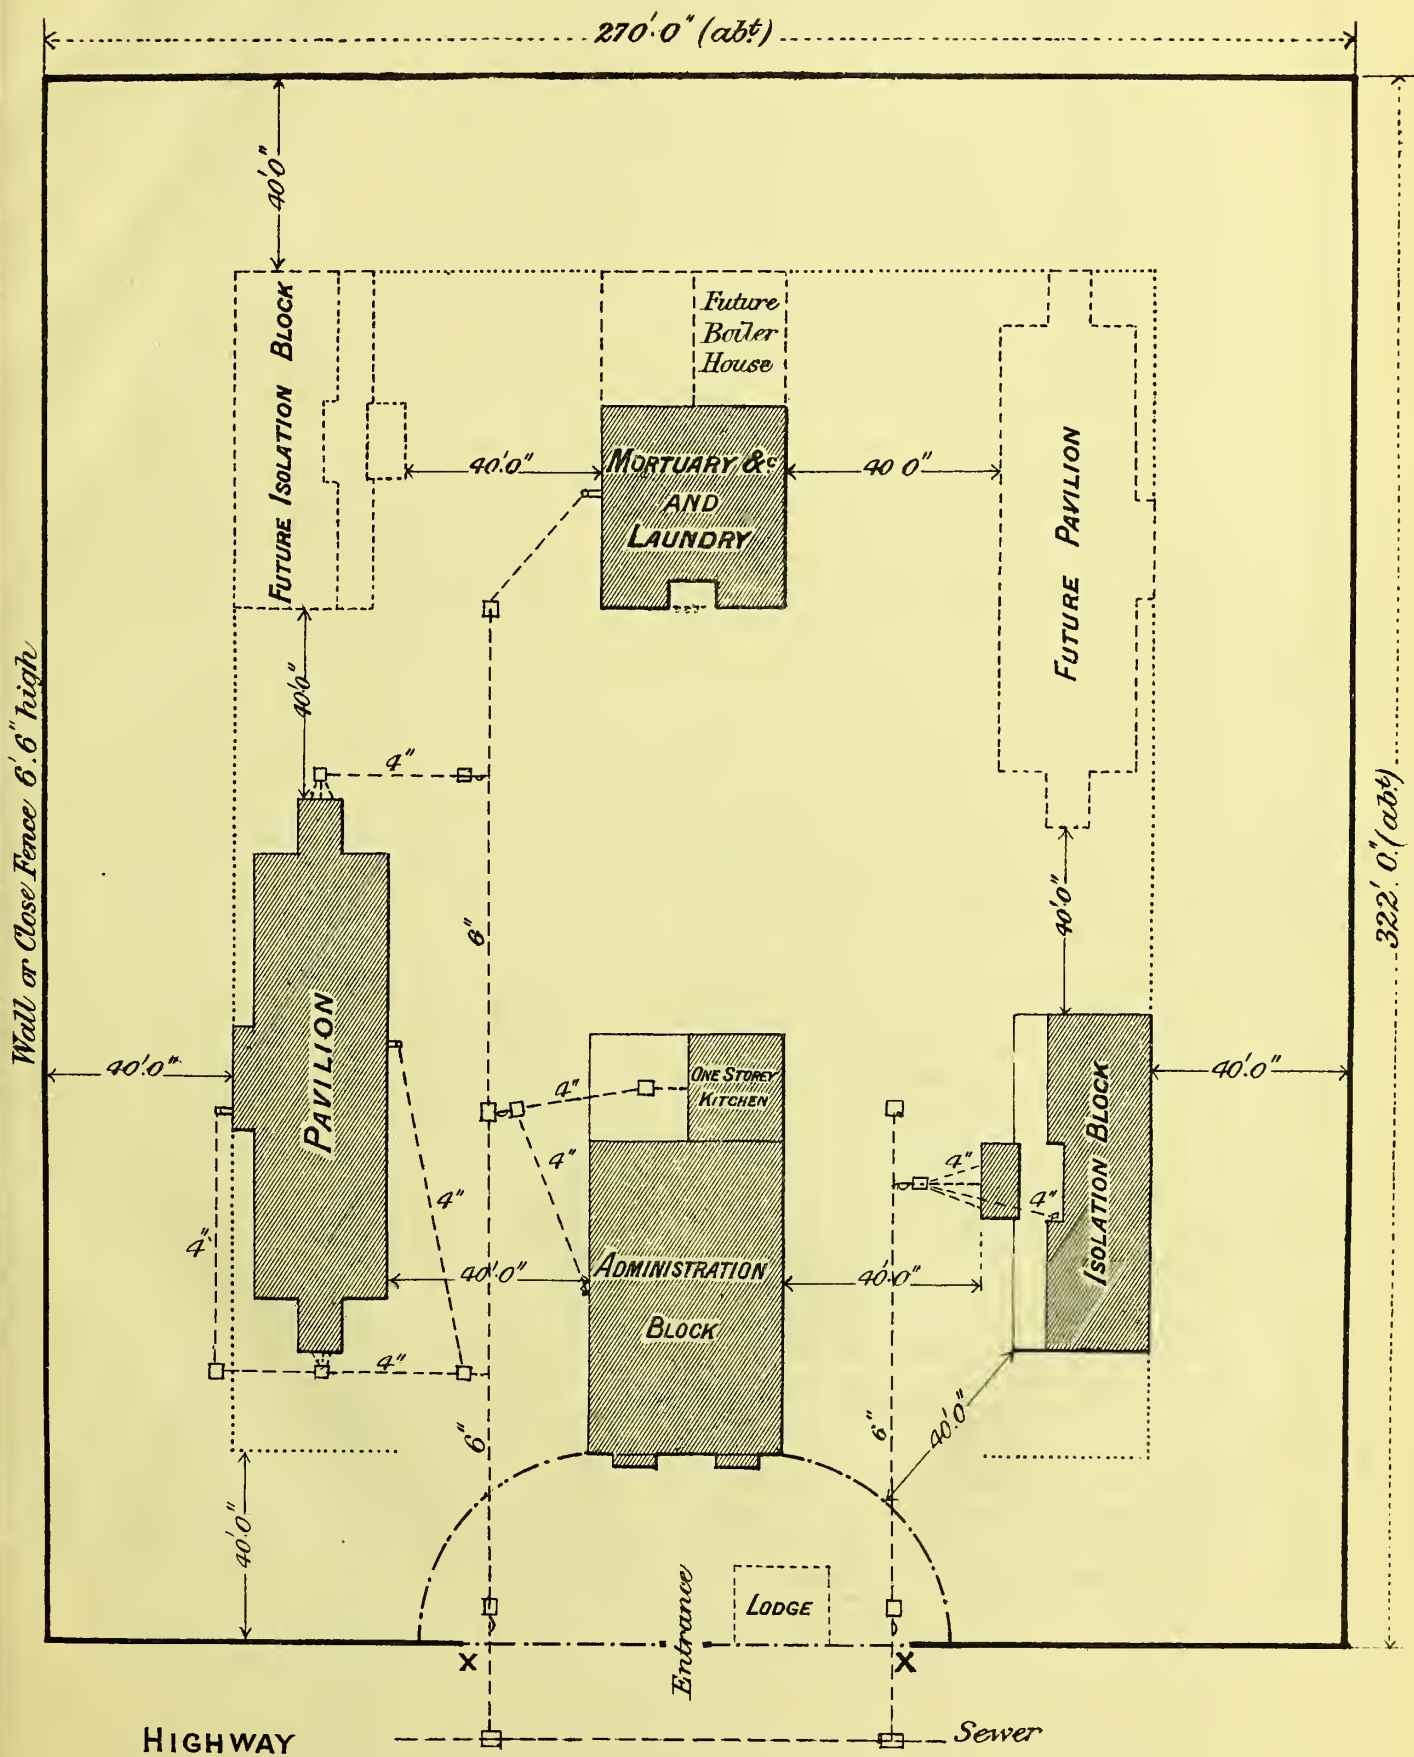 270'.0" (abt)
40'.0"
FUTURE ISOLATION BLOCK
Future
Boiler
House
40'.0"
MORTUARY &c
AND
LAUNDRY
40 0"
FUTURE PAVILION
Wall or Close Fence 6'.6" high
322'. 0." (abt)
40'.0"
4"
6"
40'.0"
PAVILION
40'.0"
4"
ONE STOREY
KITCHEN
4"
4"
4"
ISOLATION BLOCK
40'.0"
4"
4"
40'.0"
ADMINISTRATION
BLOCK
40'.0"
4"
6"
6"
40'.0"
40'.0"
Entrance
LODGE
X
X
HIGHWAY
Sewer